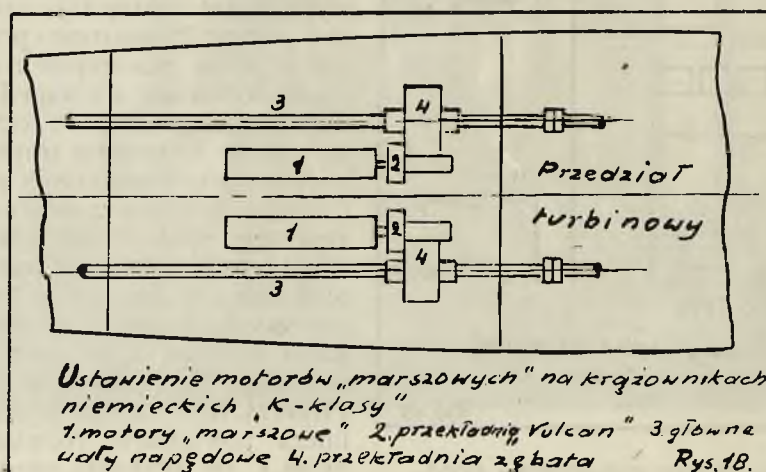 3
4
1
2
Przedział
turbinowy
1
2
4
3
Ustawienie motorów „marszowych" na krążownikach
niemieckich „K-klasy"
1. motory „marszowe" 2. przekładnia „Vulcan" 3. główne
wały napędowe 4. przekładnia zębata Rys. 18.